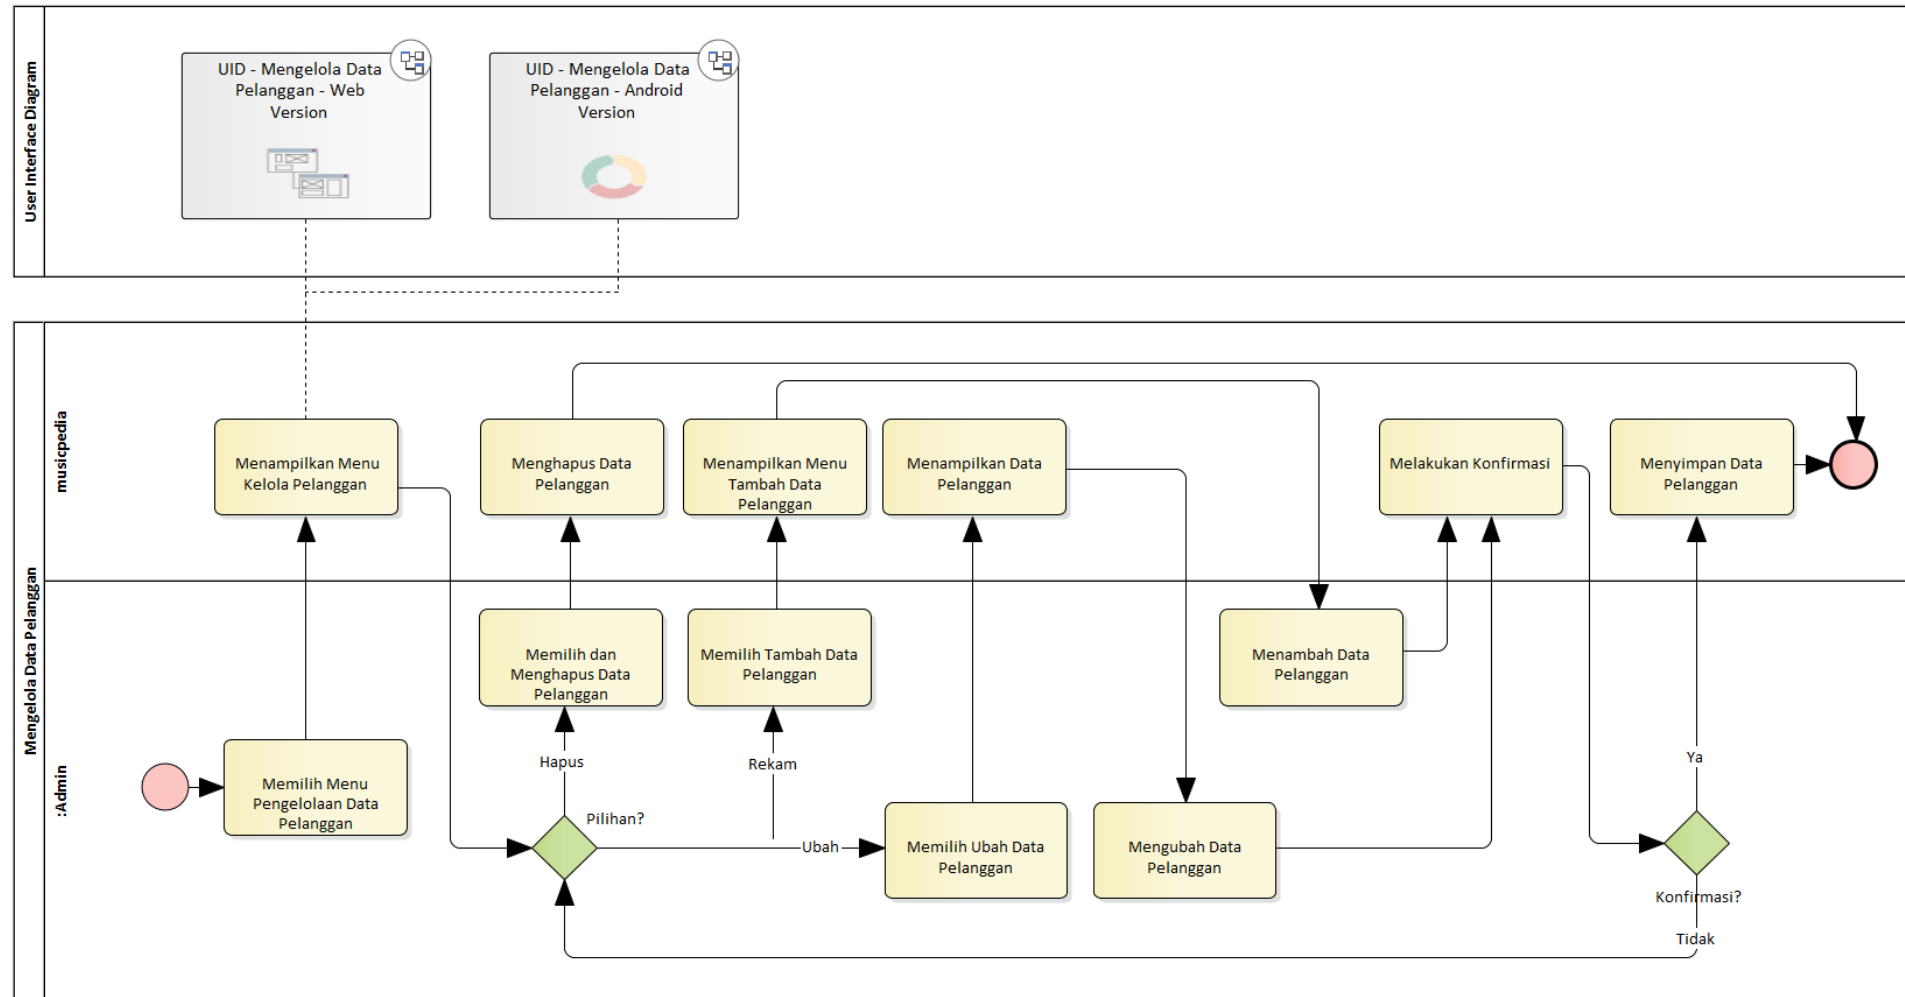 User Interface Diagram
UID - Mengelola Data
Pelanggan - Web
Version
UID - Mengelola Data
Pelanggan - Android
Version
Mengelola Data Pelanggan
musicpedia
Menampilkan Menu
Kelola Pelanggan
Menghapus Data
Pelanggan
Menampilkan Menu
Tambah Data
Pelanggan
Menampilkan Data
Pelanggan
Melakukan Konfirmasi
Menyimpan Data
Pelanggan
:Admin
Memilih Menu
Pengelolaan Data
Pelanggan
Memilih dan
Menghapus Data
Pelanggan
Memilih Tambah Data
Pelanggan
Menambah Data
Pelanggan
Hapus
Rekam
Ya
Pilihan?
Ubah
Memilih Ubah Data
Pelanggan
Mengubah Data
Pelanggan
Konfirmasi?
Tidak